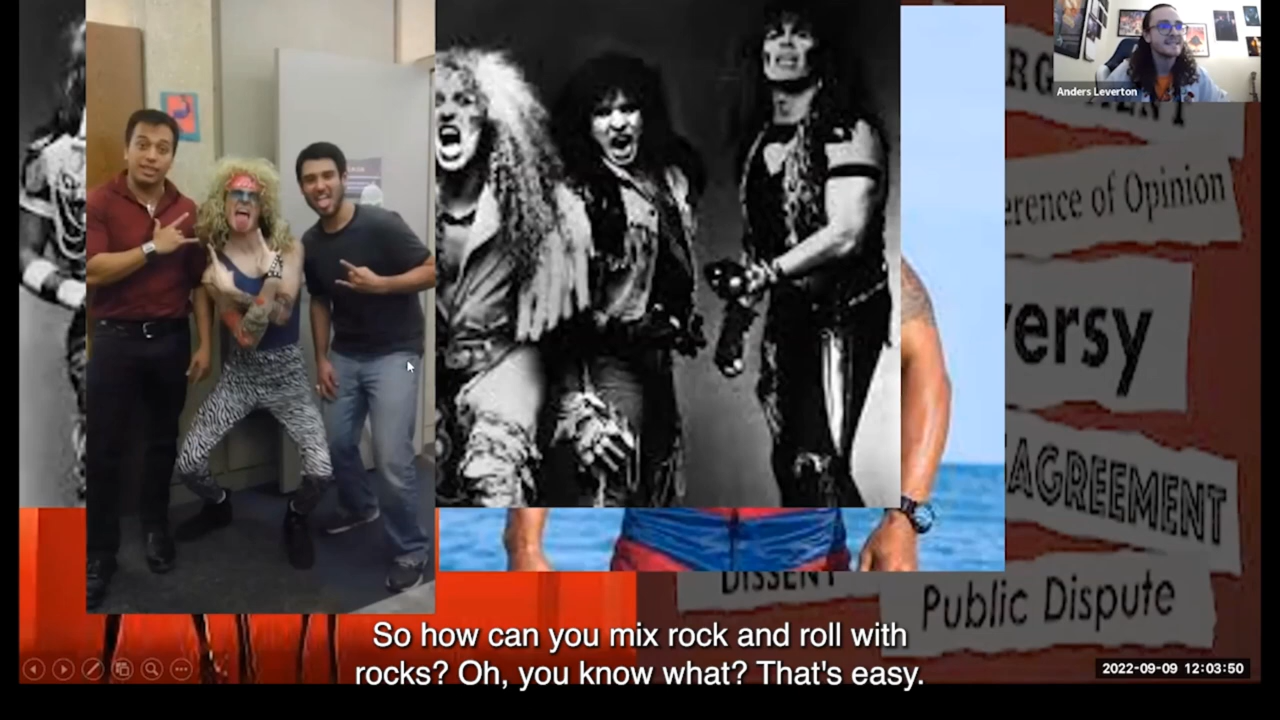 Anders Leverton
erence of Opinion
ersy
AGREEMENT
DISSENT
Public Dispute
So how can you mix rock and roll with
rocks? Oh, you know what? That's easy.
2022-09-09 12:03:50